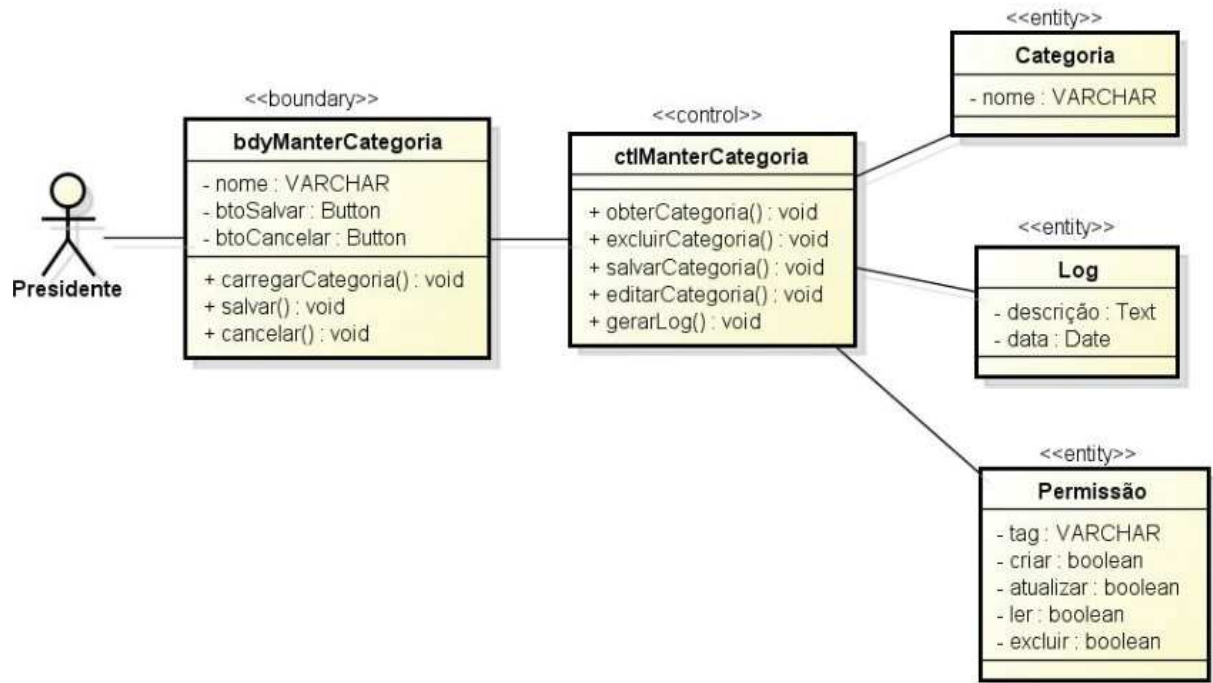 <<boundary>>
bdyManterCategoria
- nome : VARCHAR
- btoSalvar : Button
- btoCancelar : Button
+ carregarCategoria() : void
+ salvar() : void
+ cancelar() : void
Presidente
<<control>>
ctlManterCategoria
+ obterCategoria() : void
+ excluirCategoria() : void
+ salvarCategoria() : void
+ editarCategoria() : void
+ gerarLog() : void
<<entity>>
Categoria
- nome : VARCHAR
<<entity>>
Log
- descrição : Text
- data : Date
<<entity>>
Permissão
- tag : VARCHAR
- criar : boolean
- atualizar : boolean
- ler : boolean
- excluir : boolean